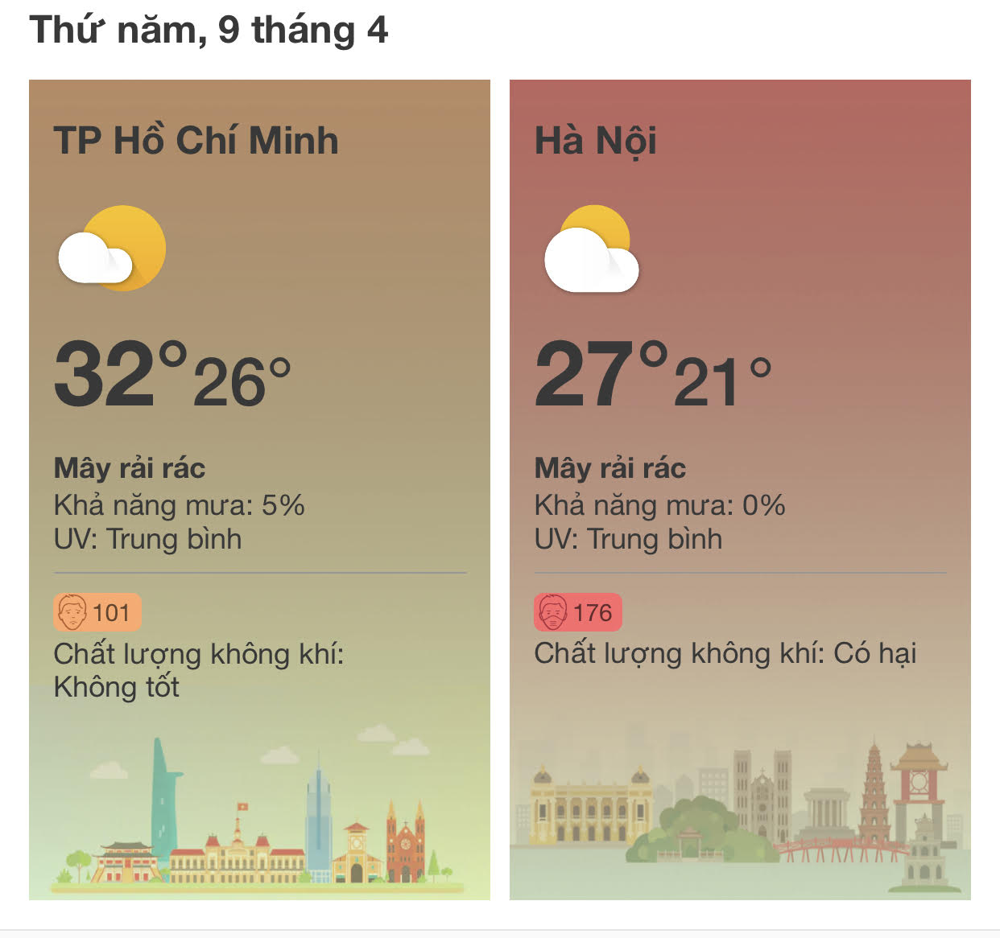 Thứ năm, 9 tháng 4
TP Hồ Chí Minh
32° 26°
Mây rải rác
Khả năng mưa: 5%
UV: Trung bình
101
Chất lượng không khí:
Không tốt
Hà Nội
27° 21°
Mây rải rác
Khả năng mưa: 0%
UV: Trung bình
176
Chất lượng không khí: Có hại